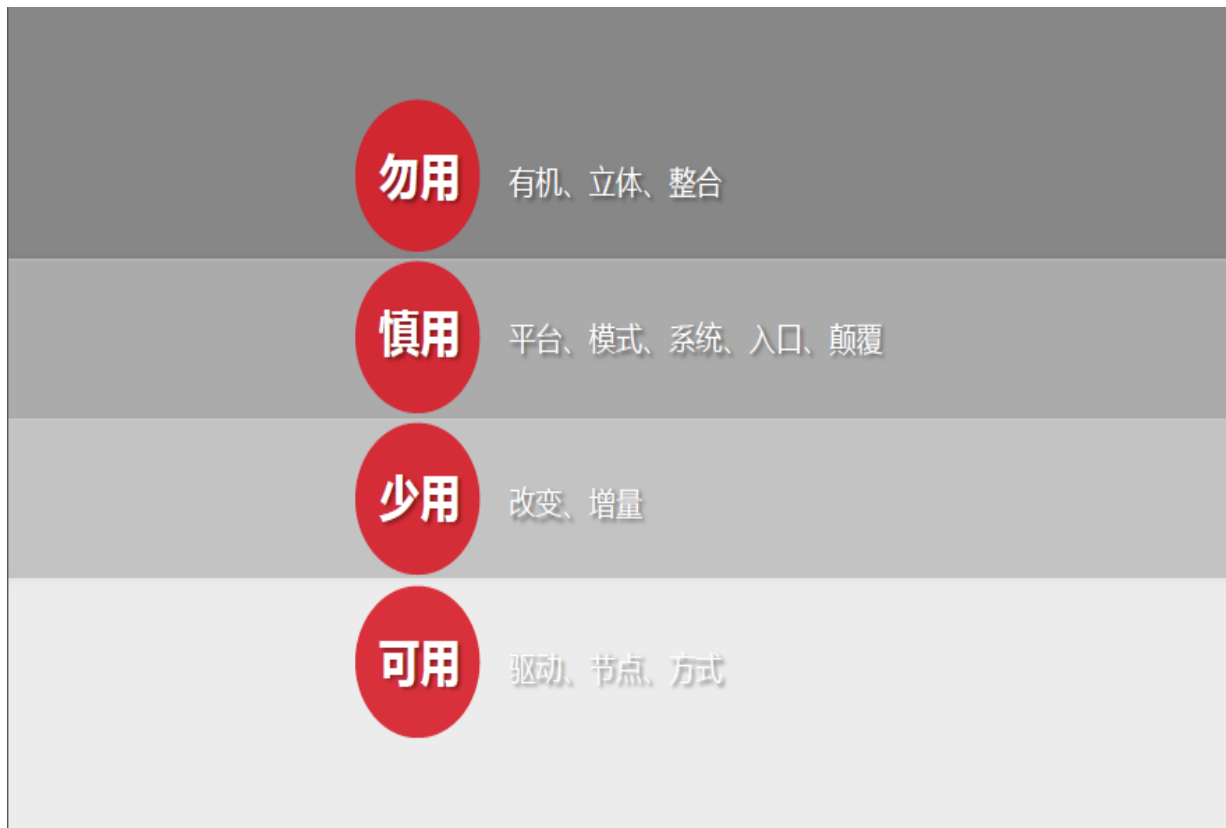 勿用 有机、立体、整合
慎用 平台、模式、系统、入口、颠覆
少用 改变、增量
可用 驱动、节点、方式